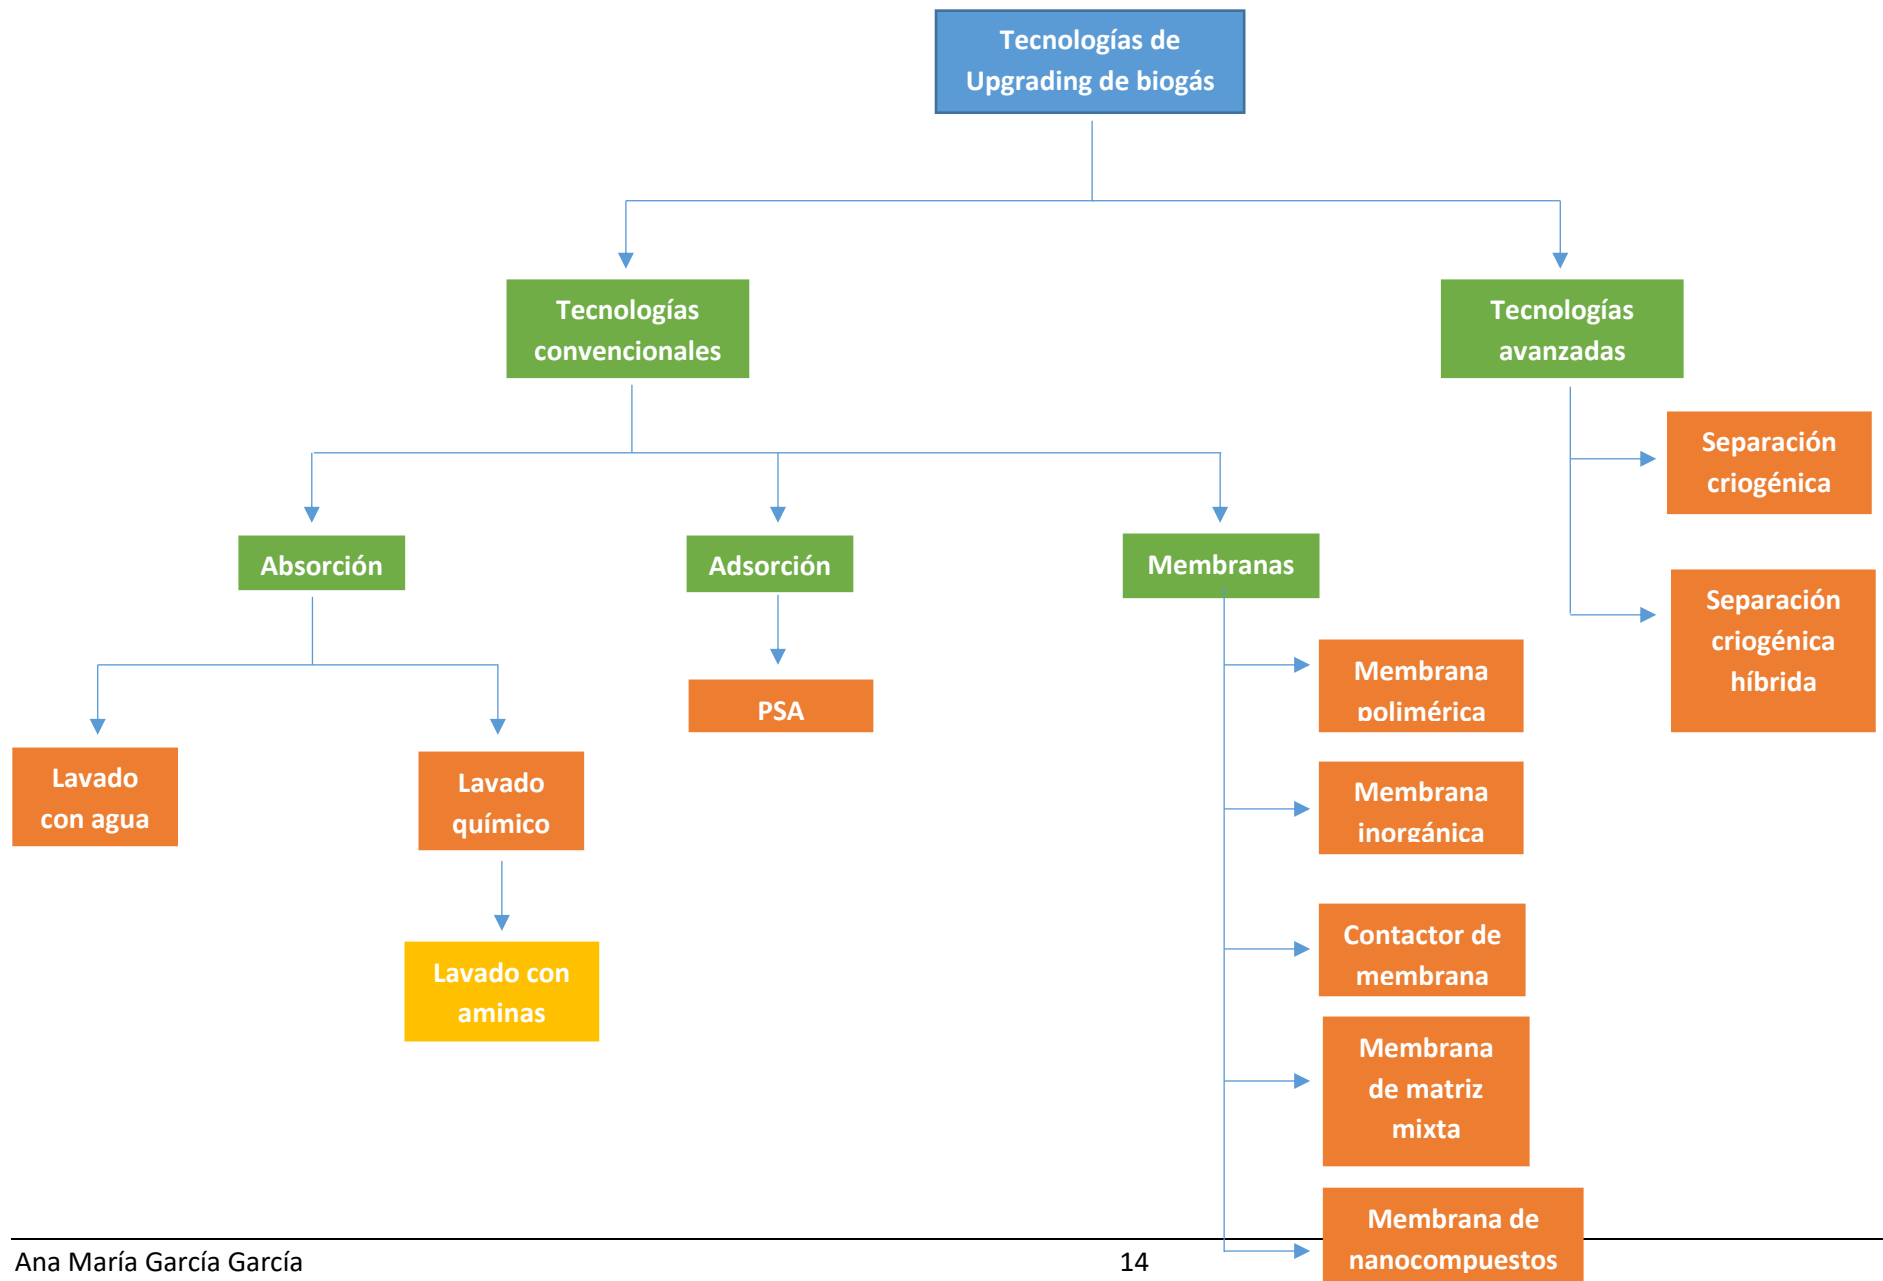 Tecnologías de
Upgrading de biogás
Tecnologías
convencionales
Tecnologías
avanzadas
Separación
criogénica
Separación
criogénica
híbrida
Absorción
Adsorción
Membranas
Lavado
con agua
Lavado
químico
Lavado con
aminas
PSA
Membrana
polimérica
Membrana
inorgánica
Contactor de
membrana
Membrana
de matriz
mixta
Membrana de
nanocompuestos
Ana María García García
14